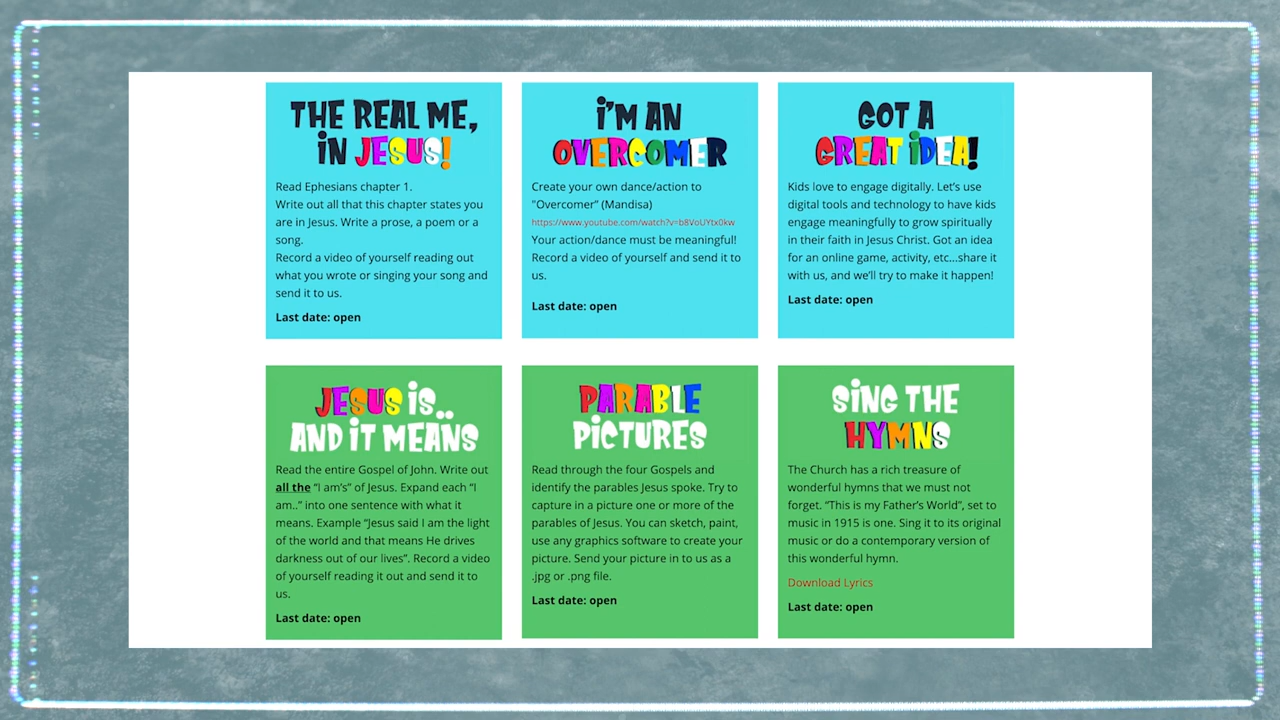 THE REAL ME,
iN JESUS!
Read Ephesians chapter 1.
Write out all that this chapter states you
are in Jesus. Write a prose, a poem or a
song.
Record a video of yourself reading out
what you wrote or singing your song and
send it to us.
Last date: open
i'M AN
OVERCOMER
Create your own dance/action to
"Overcomer” (Mandisa)
https://www.youtube.com/watch?v=b8VoUYtx0kw
Your action/dance must be meaningful!
Record a video of yourself and send it to
us.
Last date: open
GOT A
GREAT iDEA!
Kids love to engage digitally. Let’s use
digital tools and technology to have kids
engage meaningfully to grow spiritually
in their faith in Jesus Christ. Got an idea
for an online game, activity, etc...share it
with us, and we’ll try to make it happen!
Last date: open
JESUS iS..
AND iT MEANS
Read the entire Gospel of John. Write out
all the “I am’s” of Jesus. Expand each “I
am..” into one sentence with what it
means. Example “Jesus said I am the light
of the world and that means He drives
darkness out of our lives”. Record a video
of yourself reading it out and send it to
us.
Last date: open
PARABLE
PiCTURES
Read through the four Gospels and
identify the parables Jesus spoke. Try to
capture in a picture one or more of the
parables of Jesus. You can sketch, paint,
use any graphics software to create your
picture. Send your picture in to us as a
.jpg or .png file.
Last date: open
SiNG THE
HYMNS
The Church has a rich treasure of
wonderful hymns that we must not
forget. “This is my Father’s World”, set to
music in 1915 is one. Sing it to its original
music or do a contemporary version of
this wonderful hymn.
Download Lyrics
Last date: open